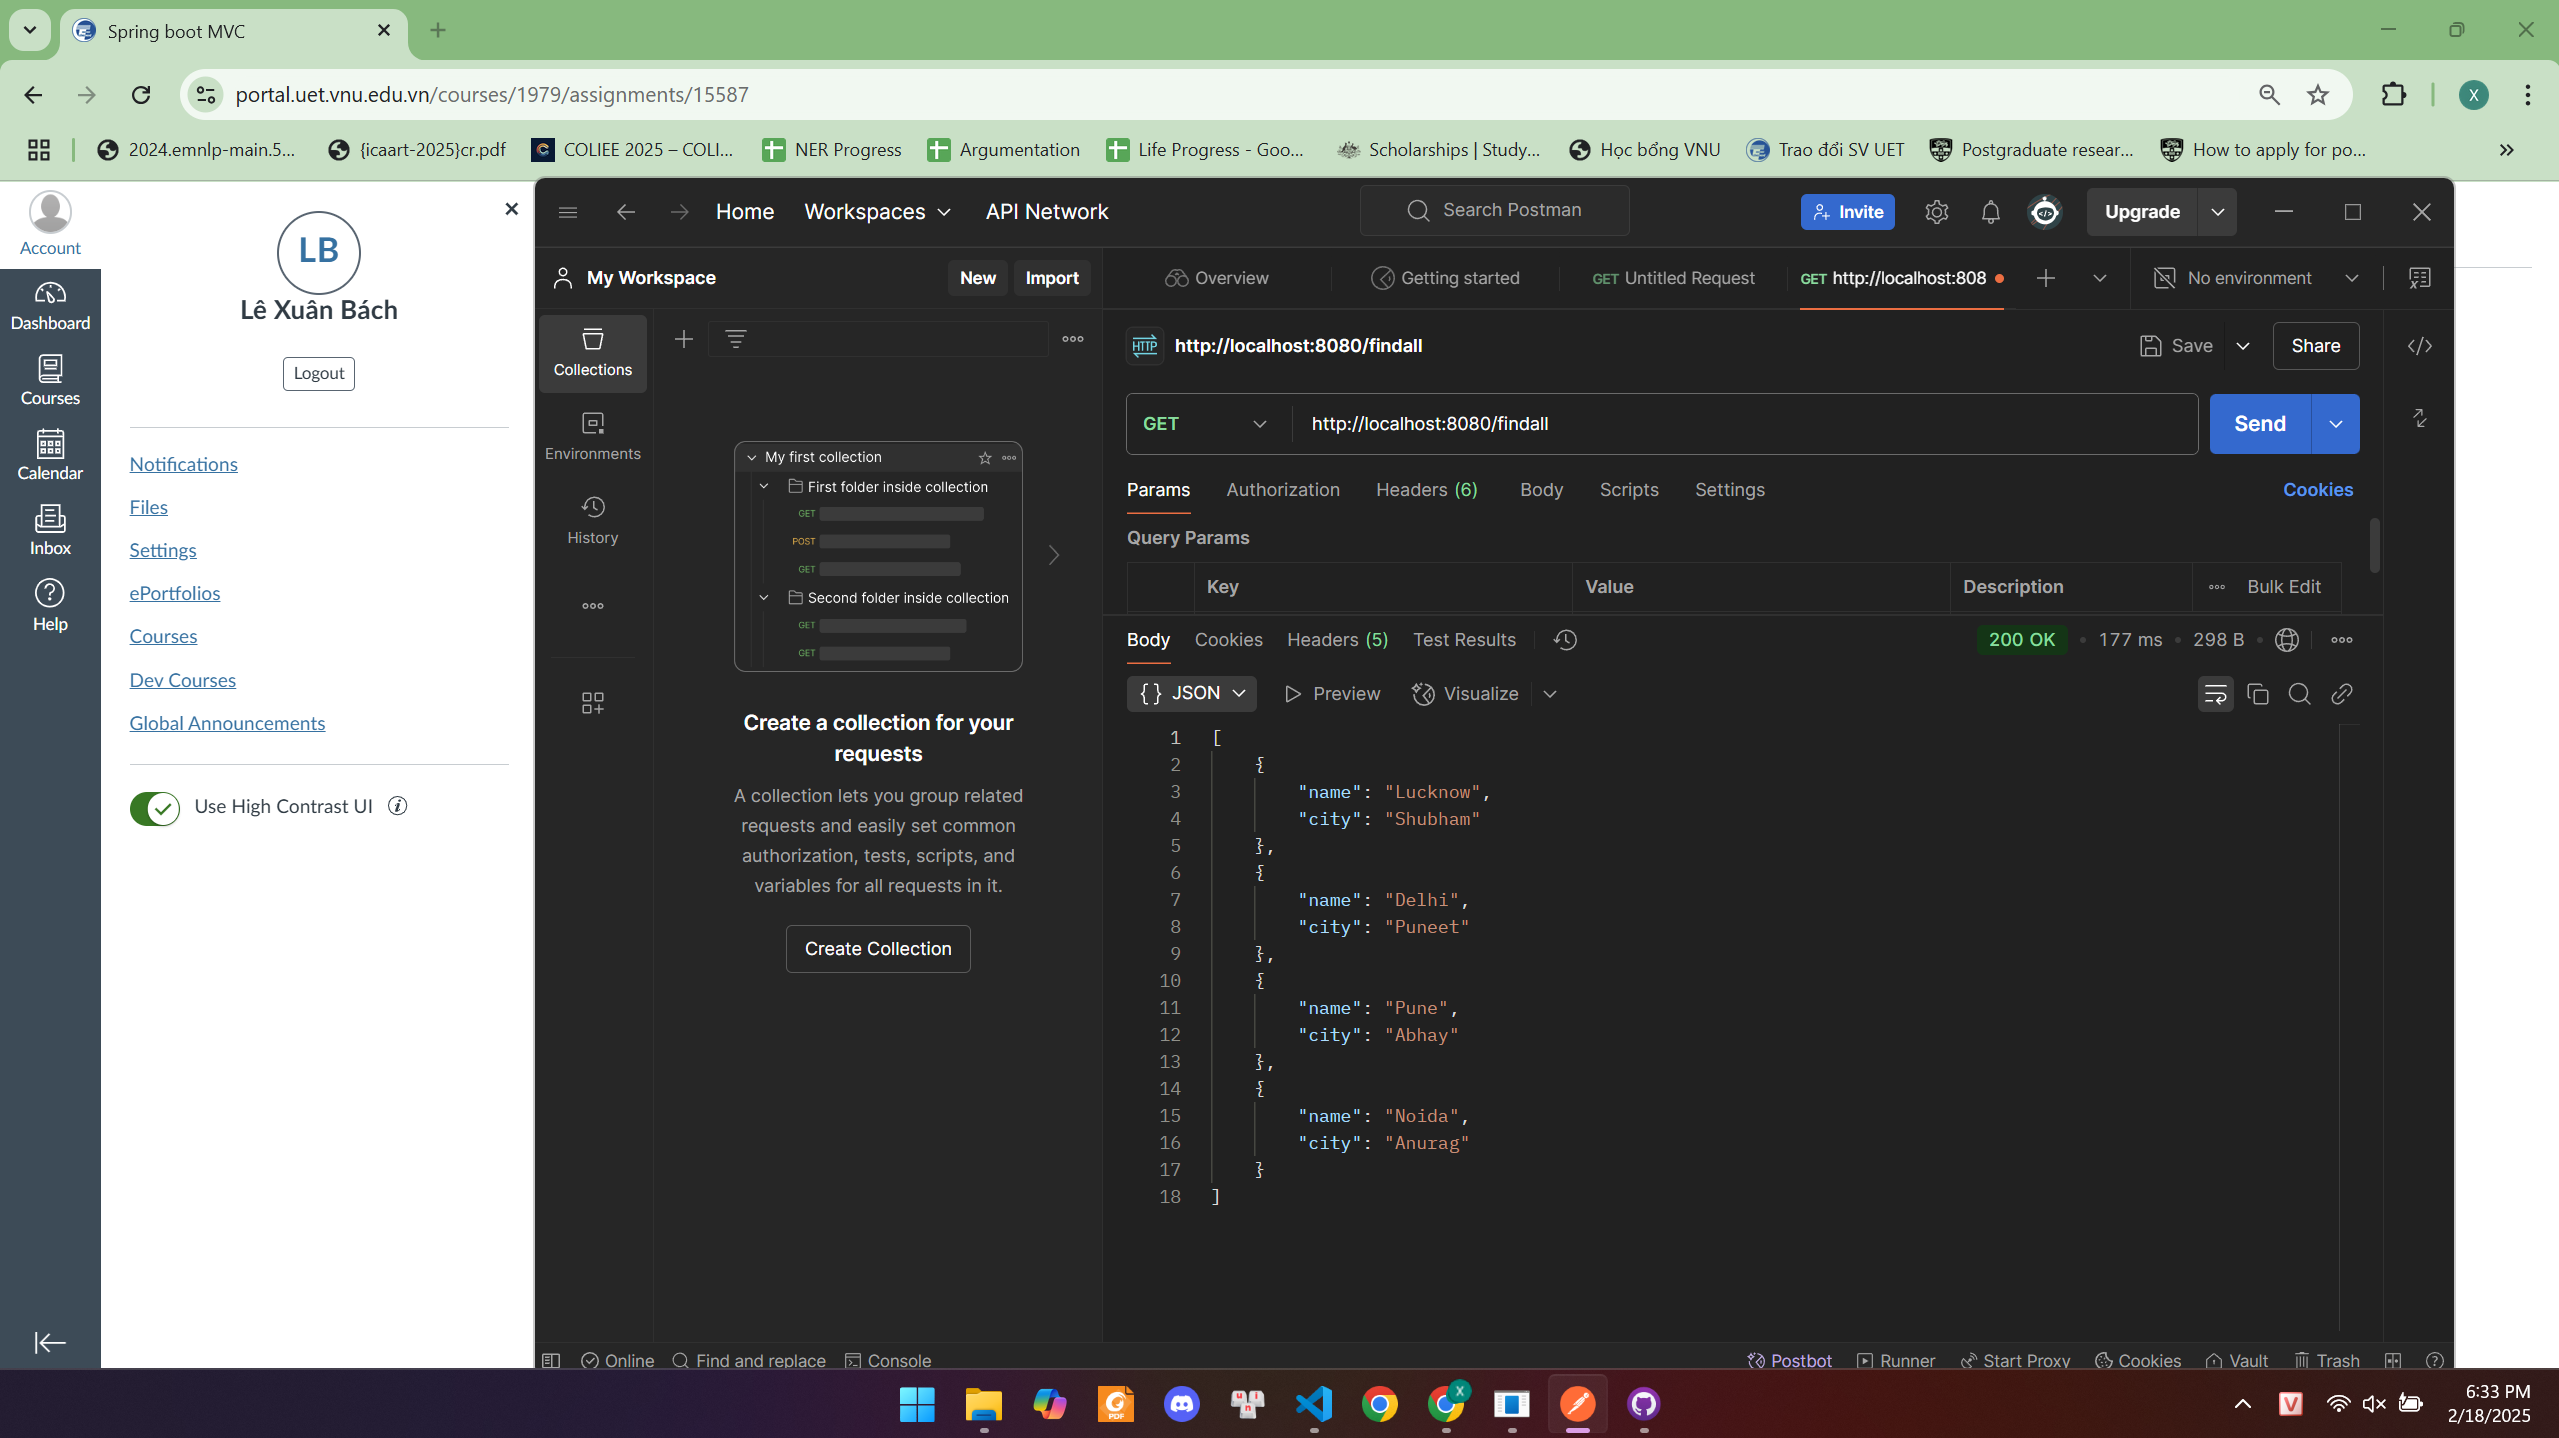 Spring boot MVC
portal.uet.vnu.edu.vn/courses/1979/assignments/15587
X
2024.emnlp-main.5...
{icaart-2025}cr.pdf
COLIEE 2025 – COLI...
NER Progress
Argumentation
Life Progress - Goo...
Scholarships | Study...
Học bổng VNU
Trao đổi SV UET
Postgraduate resear...
How to apply for po...
Account
Dashboard
Courses
Calendar
Inbox
Help
LB
Lê Xuân Bách
Logout
Notifications
Files
Settings
ePortfolios
Courses
Dev Courses
Global Announcements
Use High Contrast UI
Home
Workspaces
API Network
Search Postman
Invite
Upgrade
My Workspace
New
Import
Overview
Getting started
GET Untitled Request
GET http://localhost:808
No environment
Collections
Environments
History
My first collection
First folder inside collection
GET
POST
GET
Second folder inside collection
GET
GET
Create a collection for your
requests
A collection lets you group related
requests and easily set common
authorization, tests, scripts, and
variables for all requests in it.
Create Collection
HTTP
http://localhost:8080/findall
Save
Share
GET
http://localhost:8080/findall
Send
Params
Authorization
Headers (6)
Body
Scripts
Settings
Cookies
Query Params
Key
Value
Description
Bulk Edit
Body
Cookies
Headers (5)
Test Results
200 OK
177 ms
298 B
{} JSON
Preview
Visualize
1 [
2 {
3 "name": "Lucknow",
4 "city": "Shubham"
5 },
6 {
7 "name": "Delhi",
8 "city": "Puneet"
9 },
10 {
11 "name": "Pune",
12 "city": "Abhay"
13 },
14 {
15 "name": "Noida",
16 "city": "Anurag"
17 }
18 ]
Online
Find and replace
Console
Postbot
Runner
Start Proxy
Cookies
Vault
Trash
PDF
X
V
6:33 PM
2/18/2025